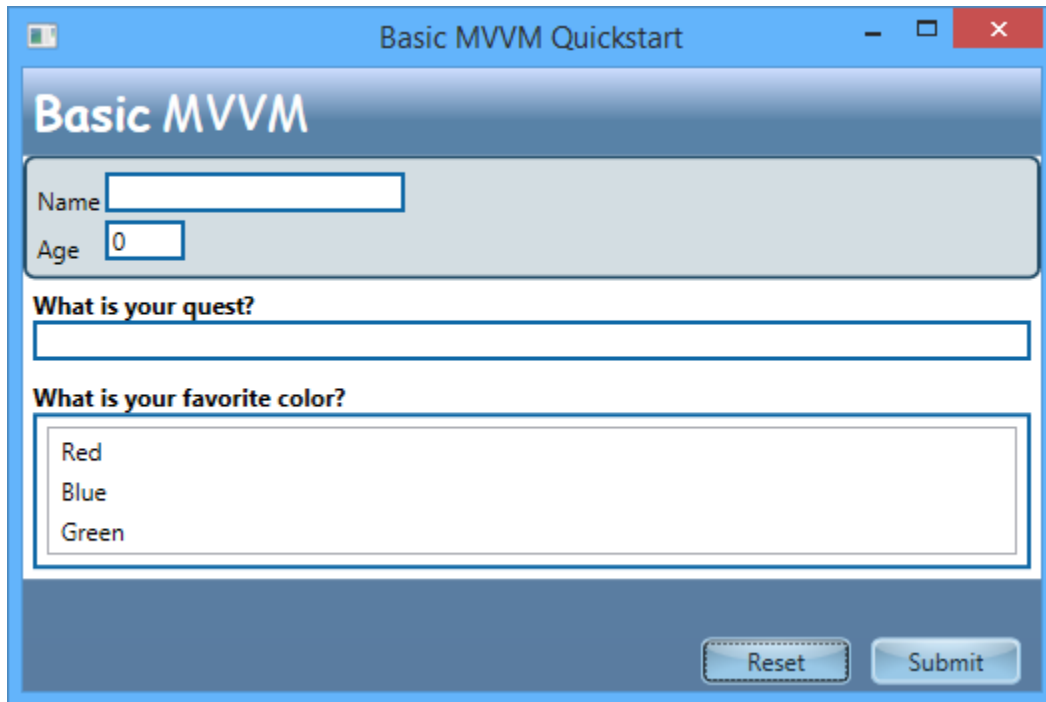 Basic MVVM Quickstart
Basic MVVM
Name
Age 0
What is your quest?
What is your favorite color?
Red
Blue
Green
Reset Submit